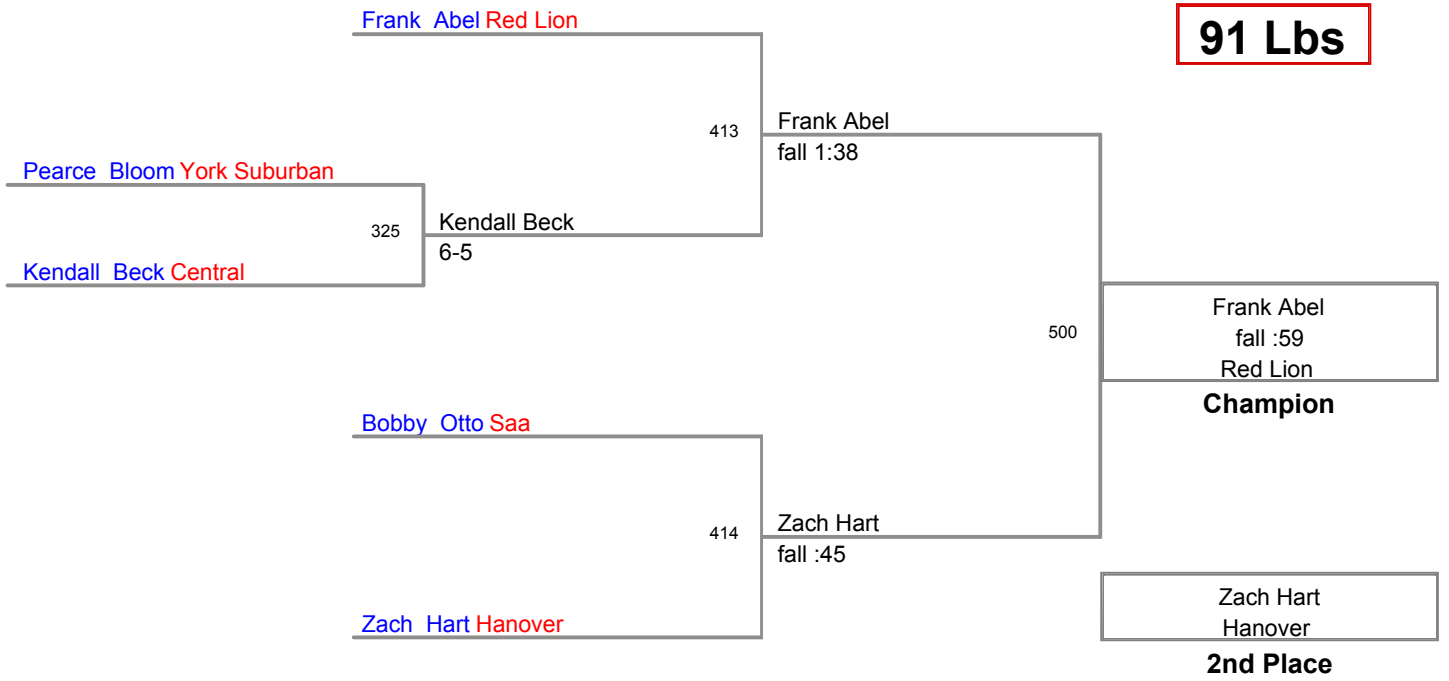 Frank Abel Red Lion
91 Lbs
413
Frank Abel
fall 1:38
Pearce Bloom York Suburban
325
Kendall Beck
6-5
Kendall Beck Central
500
Frank Abel
fall :59
Red Lion
Champion
Bobby Otto Saa
414
Zach Hart
fall :45
Zach Hart Hanover
Zach Hart
Hanover
2nd Place